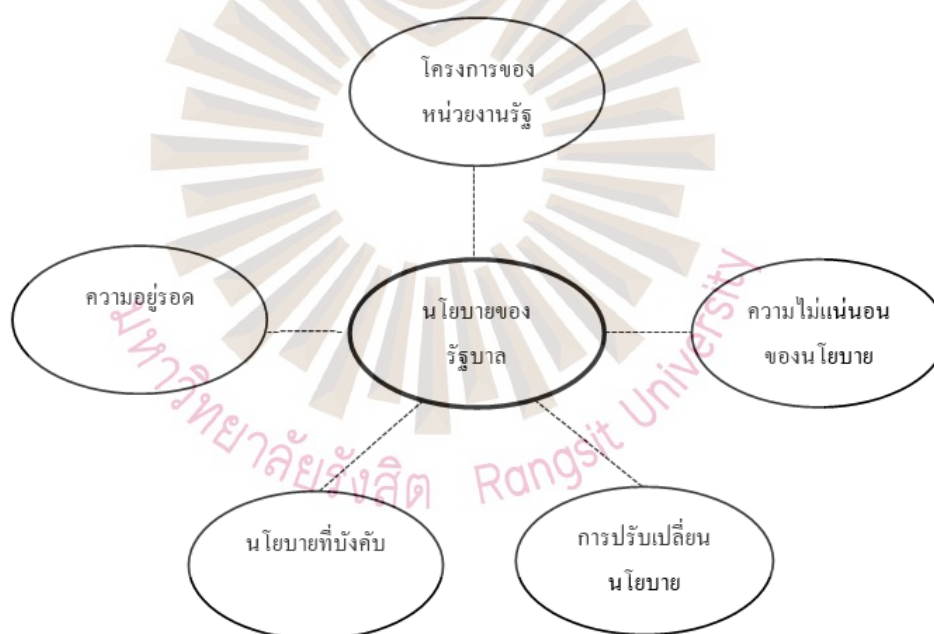 โครงการของ
หน่วยงานรัฐ
ความอยู่รอด
นโยบายของ
รัฐบาล
ความไม่แน่นอน
ของนโยบาย
นโยบายที่บังคับ
การปรับเปลี่ยน
นโยบาย
มหาวิทยาลัยรังสิต Rangsit University